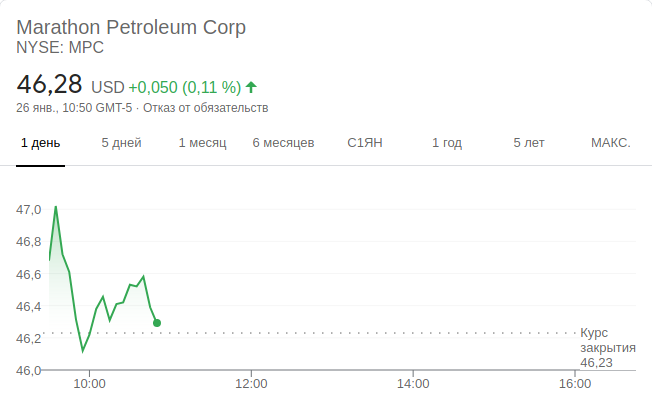 Marathon Petroleum Corp
NYSE: MPC
46,28 USD +0,050 (0,11 %)
26 янв., 10:50 GMT-5 · Отказ от обязательств
1 день 5 дней 1 месяц 6 месяцев С1ЯН 1 год 5 лет МАКС.
47,0
46,8
46,6
46,4
46,2
46,0
Курс
закрытия
46,23
10:00 12:00 14:00 16:00